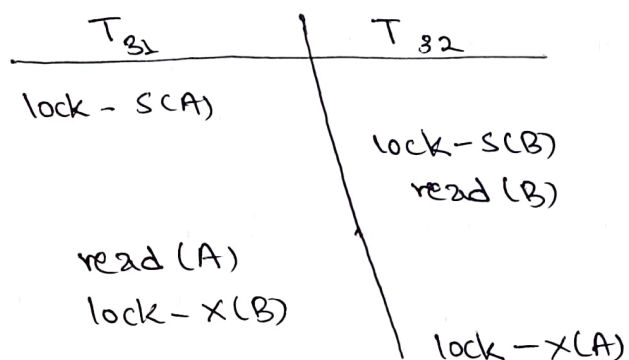 T31 T32
lock - S(A)
lock - S(B)
read (B)
read (A)
lock - X(B)
lock - X(A)